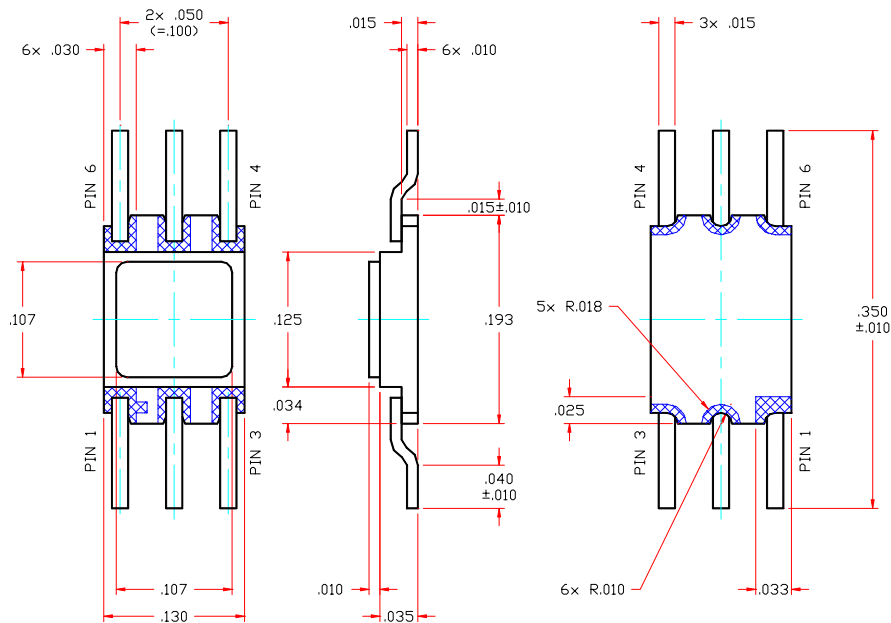 2x .050
(=.100)
6x .030
.015
6x .010
3x .015
PIN 6
PIN 4
PIN 4
PIN 6
.015±.010
.107
.125
.193
5x R.018
.350
±.010
.034
.025
PIN 1
PIN 3
PIN 3
PIN 1
.040
±.010
.107
.010
6x R.010
.033
.130
.035